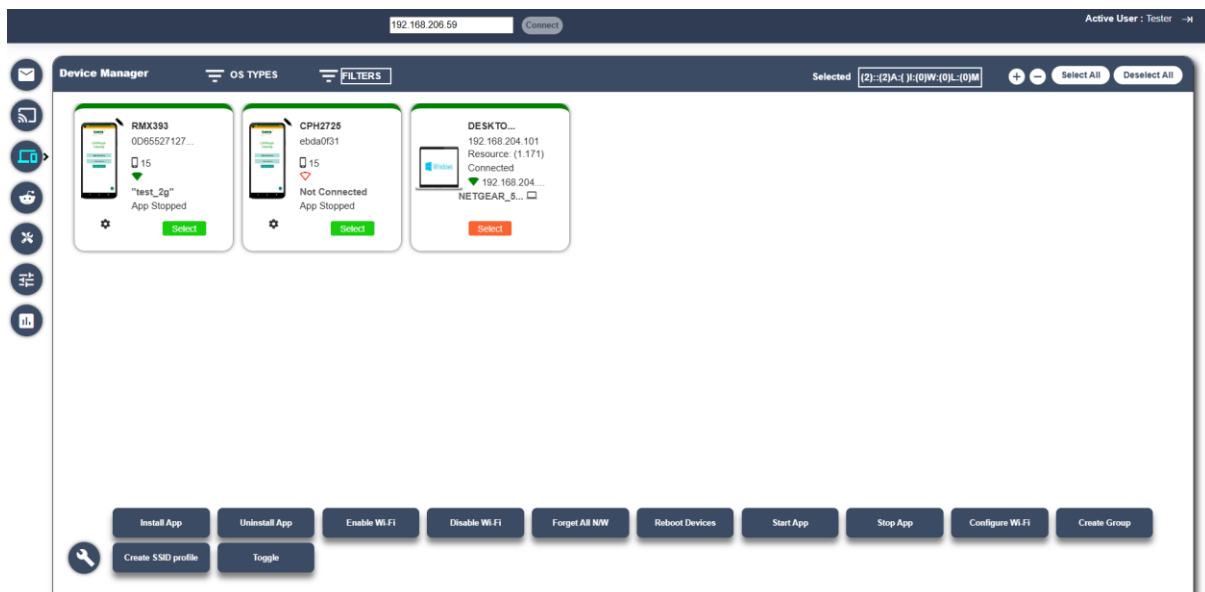 192.168.206.59 Connect Active User : Tester
Device Manager OS TYPES FILTERS Selected (2)::(2)A:( )I:(0)W:(0)L:(0)M Select All Deselect All
RMX393
0D65527127...
15
"test_2g"
App Stopped
Select
CPH2725
ebda0f31
15
Not Connected
App Stopped
Select
DESKTO...
192.168.204.101
Resource: (1.171)
Connected
192.168.204....
NETGEAR_5...
Windows
Select
Install App Uninstall App Enable Wi-Fi Disable Wi-Fi Forget All N/W Reboot Devices Start App Stop App Configure Wi-Fi Create Group
Create SSID profile Toggle